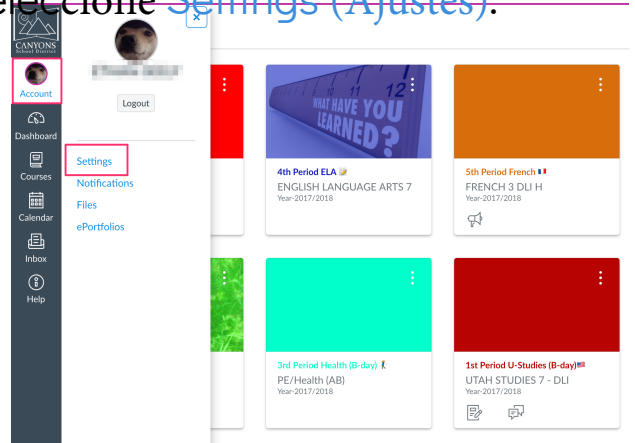 eleccione Settings (Ajustes).
CANYONS
School District
Account
Dashboard
Courses
Calendar
Inbox
Help
Logout
Settings
Notifications
Files
ePortfolios
11 12
WHAT HAVE YOU
LEARNED?
4th Period ELA
ENGLISH LANGUAGE ARTS 7
Year-2017/2018
5th Period French
FRENCH 3 DLI H
Year-2017/2018
3rd Period Health (B-day)
PE/Health (AB)
Year-2017/2018
1st Period U-Studies (B-day)
UTAH STUDIES 7 - DLI
Year-2017/2018